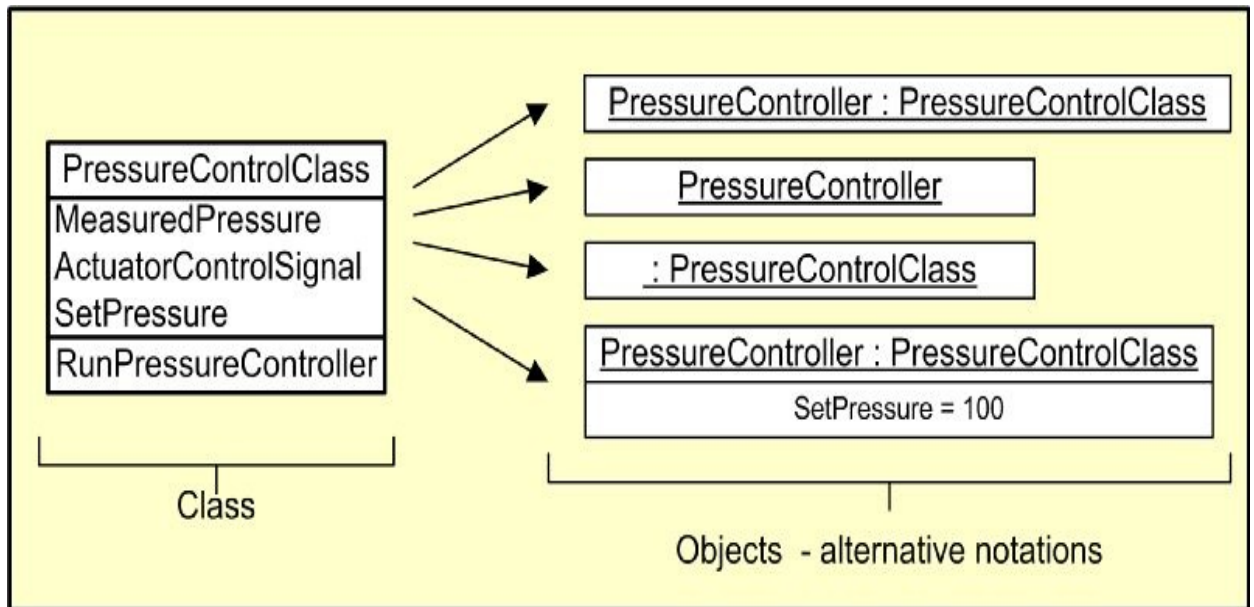 PressureControlClass
MeasuredPressure
ActuatorControlSignal
SetPressure
RunPressureController
Class
PressureController : PressureControlClass
PressureController
: PressureControlClass
PressureController : PressureControlClass
SetPressure = 100
Objects - alternative notations